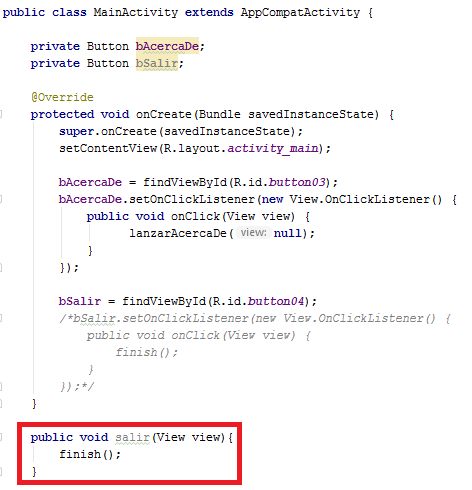 public class MainActivity extends AppCompatActivity {
private Button bAcercaDe;
private Button bSalir;
@Override
protected void onCreate(Bundle savedInstanceState) {
super.onCreate(savedInstanceState);
setContentView(R.layout.activity_main);
bAcercaDe = findViewById(R.id.button03);
bAcercaDe.setOnClickListener(new View.OnClickListener() {
public void onClick(View view) {
lanzarAcercaDe( view: null);
}
});
bSalir = findViewById(R.id.button04);
/*bSalir.setOnClickListener(new View.OnClickListener() {
public void onClick(View view) {
finish();
}
});*/
}
public void salir(View view){
finish();
}